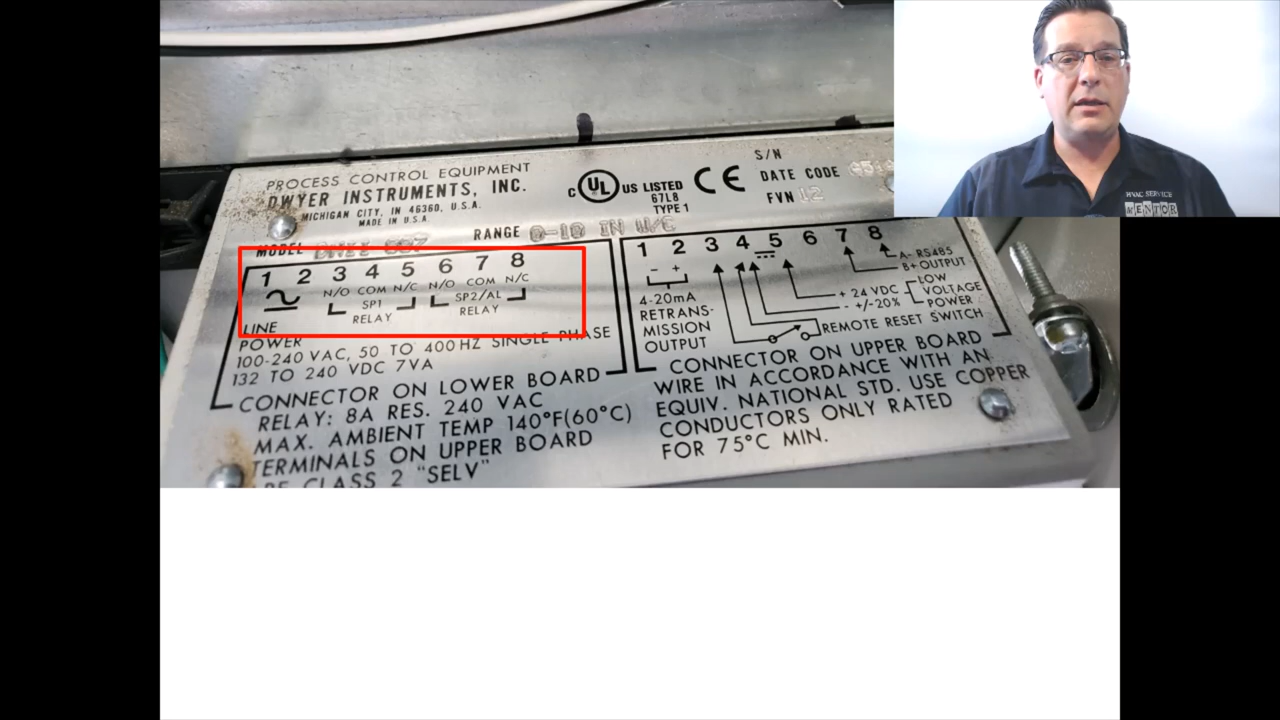 PROCESS CONTROL EQUIPMENT
DWYER INSTRUMENTS, INC.
MICHIGAN CITY, IN 46360, U.S.A.
MADE IN U.S.A.
C UL US LISTED
67L8
TYPE 1
CE
S/N
DATE CODE
FVN 12
MODEL
RANGE 0-10 IN W/C
1 2 3 4 5 6 7 8
N/O COM N/C N/O COM N/C
SP1
RELAY
SP2/AL
RELAY
LINE
POWER
100-240 VAC, 50 TO 400 HZ SINGLE PHASE
132 TO 240 VDC 7VA
CONNECTOR ON LOWER BOARD
RELAY: 8A RES. 240 VAC
MAX. AMBIENT TEMP 140°F(60°C)
TERMINALS ON UPPER BOARD
CLASS 2 "SELV"
1 2 3 4 5 6 7 8
- +
4-20mA
RETRANS-
MISSION
OUTPUT
A- RS485
B+ OUTPUT
+ 24 VDC
- +/-20%
LOW
VOLTAGE
POWER
REMOTE RESET SWITCH
CONNECTOR ON UPPER BOARD
WIRE IN ACCORDANCE WITH AN
EQUIV. NATIONAL STD. USE COPPER
CONDUCTORS ONLY RATED
FOR 75°C MIN.
HVAC SERVICE
MENTOR